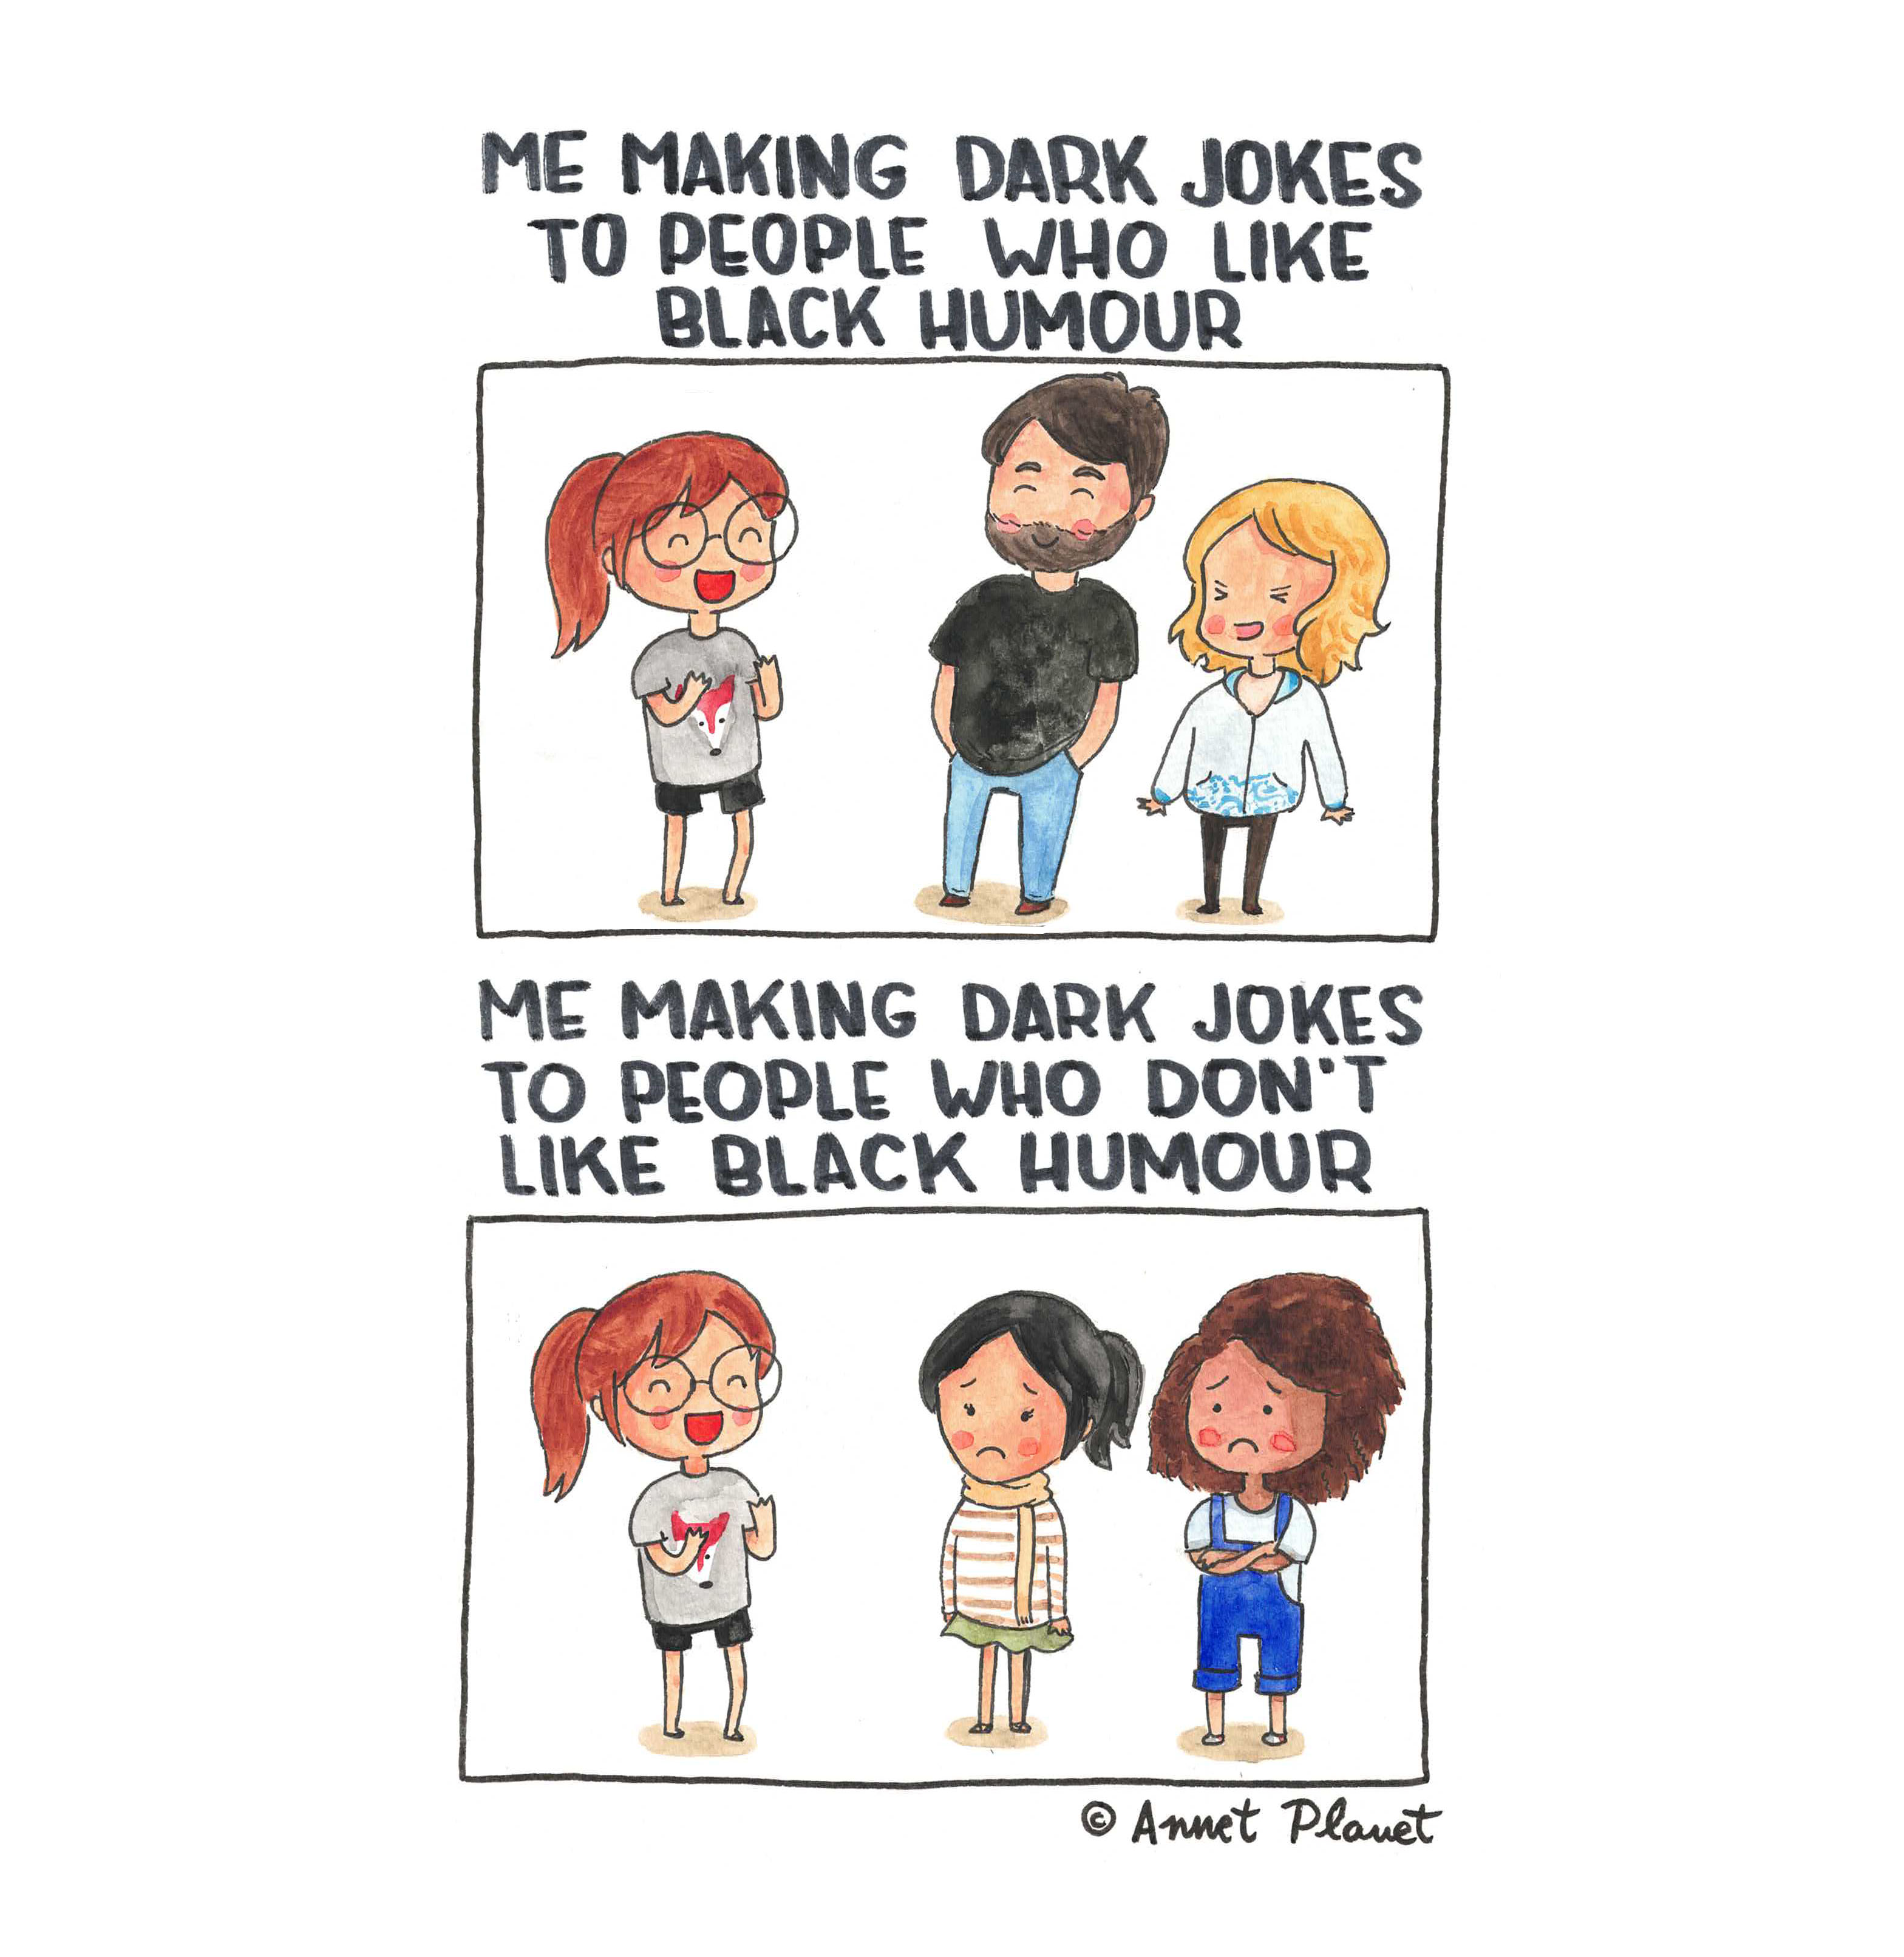 ME MAKING DARK JOKES
TO PEOPLE WHO LIKE
BLACK HUMOUR
ME MAKING DARK JOKES
TO PEOPLE WHO DON'T
LIKE BLACK HUMOUR
© Annet Planet